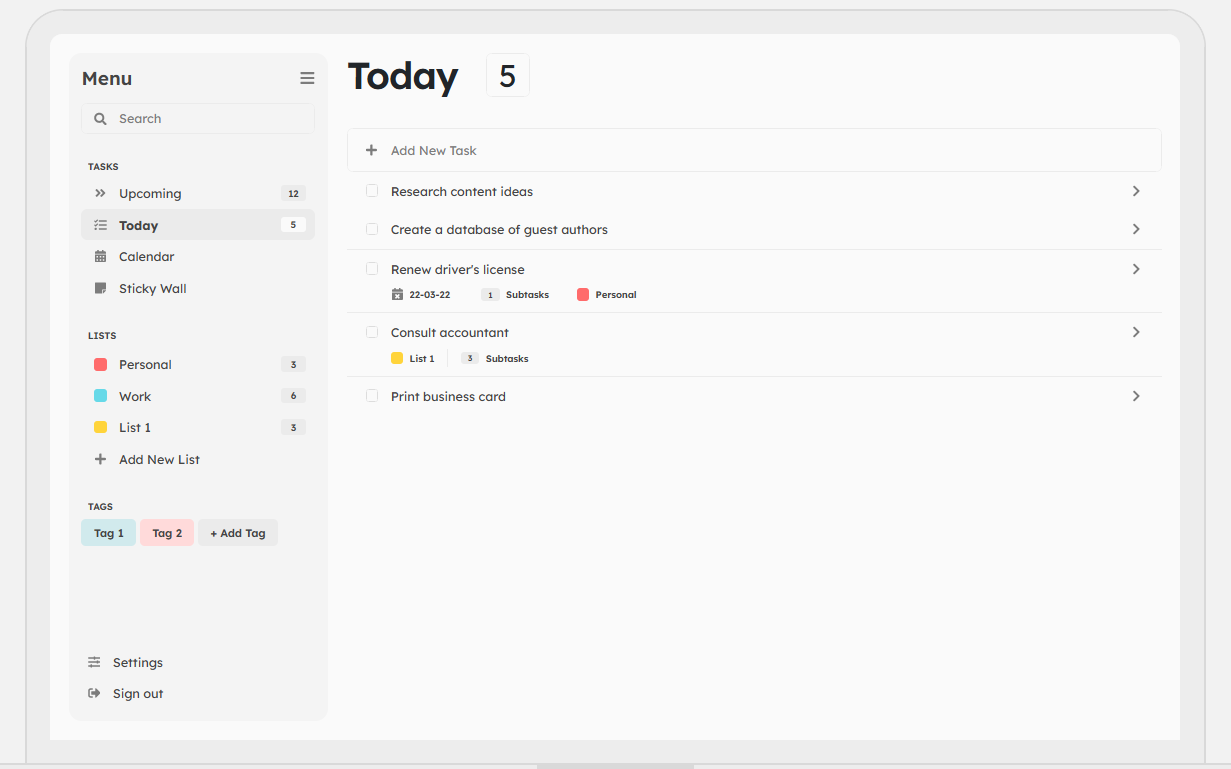 Menu
Search
TASKS
Upcoming 12
Today 5
Calendar
Sticky Wall
LISTS
Personal 3
Work 6
List 1 3
Add New List
TAGS
Tag 1 Tag 2 + Add Tag
Settings
Sign out
Today 5
Add New Task
Research content ideas
Create a database of guest authors
Renew driver's license
22-03-22 1 Subtasks Personal
Consult accountant
List 1 3 Subtasks
Print business card